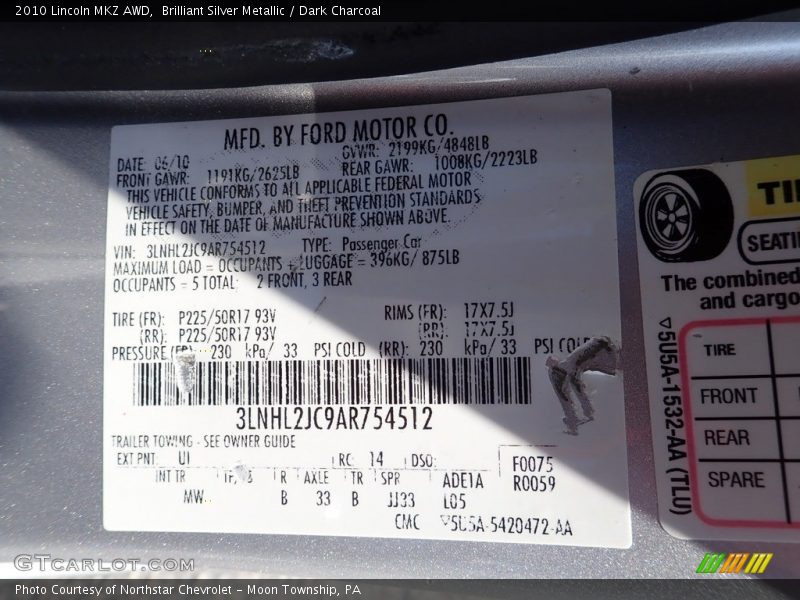 2010 Lincoln MKZ AWD, Brilliant Silver Metallic / Dark Charcoal
MFD. BY FORD MOTOR CO.
DATE: 06/10 GVWR: 2199KG/4848LB
FRONT GAWR: 1191KG/2625LB REAR GAWR: 1008KG/2223LB
THIS VEHICLE CONFORMS TO ALL APPLICABLE FEDERAL MOTOR
VEHICLE SAFETY, BUMPER, AND THEFT PREVENTION STANDARDS
IN EFFECT ON THE DATE OF MANUFACTURE SHOWN ABOVE.
VIN: 3LNHL2JC9AR754512 TYPE: Passenger Car
MAXIMUM LOAD = OCCUPANTS + LUGGAGE = 396KG/ 875LB
OCCUPANTS = 5 TOTAL: 2 FRONT, 3 REAR
TIRE (FR): P225/50R17 93V RIMS (FR): 17X7.5J
(RR): P225/50R17 93V (RR): 17X7.5J
PRESSURE (FR): 230 kPa/ 33 PSI COLD (RR): 230 kPa/ 33 PSI COLD
3LNHL2JC9AR754512
TRAILER TOWING - SEE OWNER GUIDE
EXT PNT: UI RC: 14 DSO: F0075
INT TR R AXLE TR SPR R0059
MW B 33 B JJ33 ADE1A
L05
CMC ▽5U5A-5420472-AA
TI
SEATI
The combined
and cargo
TIRE
FRONT
REAR
SPARE
▽5U5A-1532-AA (TLU)
GTCarLot.com
Photo Courtesy of Northstar Chevrolet - Moon Township, PA